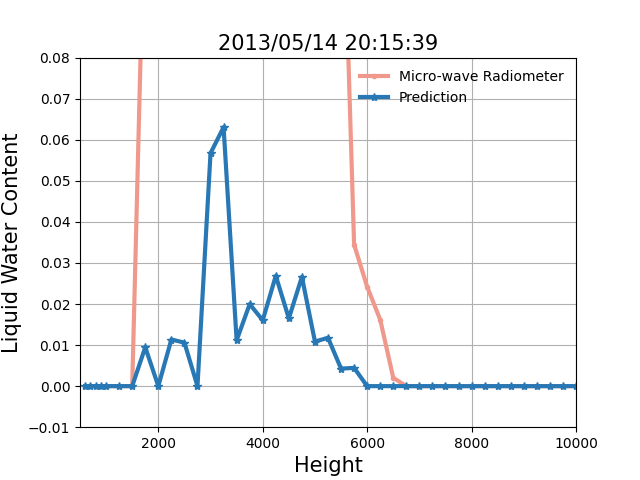 2013/05/14 20:15:39
Micro-wave Radiometer
Prediction
Liquid Water Content
0.08
0.07
0.06
0.05
0.04
0.03
0.02
0.01
0.00
−0.01
2000 4000 6000 8000 10000
Height